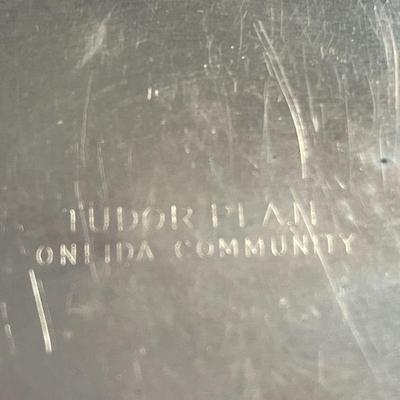 TUDOR PLAN
ONEIDA COMMUNITY